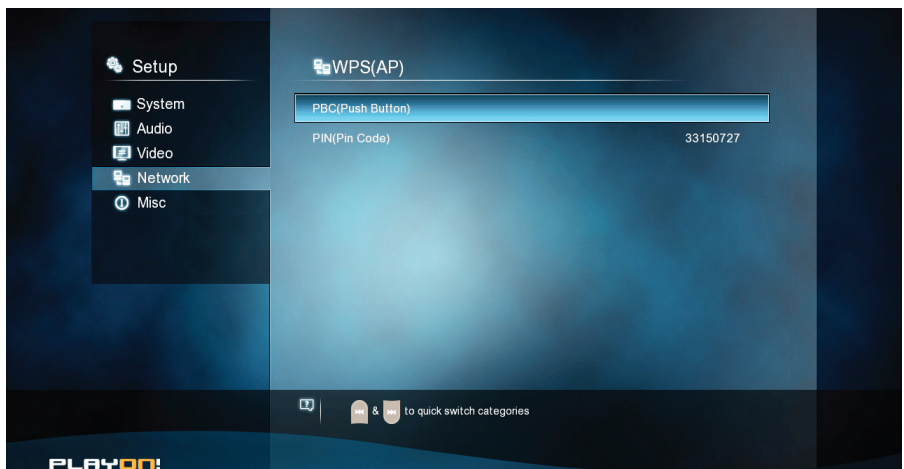 Setup
System
Audio
Video
Network
Misc
WPS(AP)
PBC(Push Button)
PIN(Pin Code) 33150727
& to quick switch categories
PLAYON!